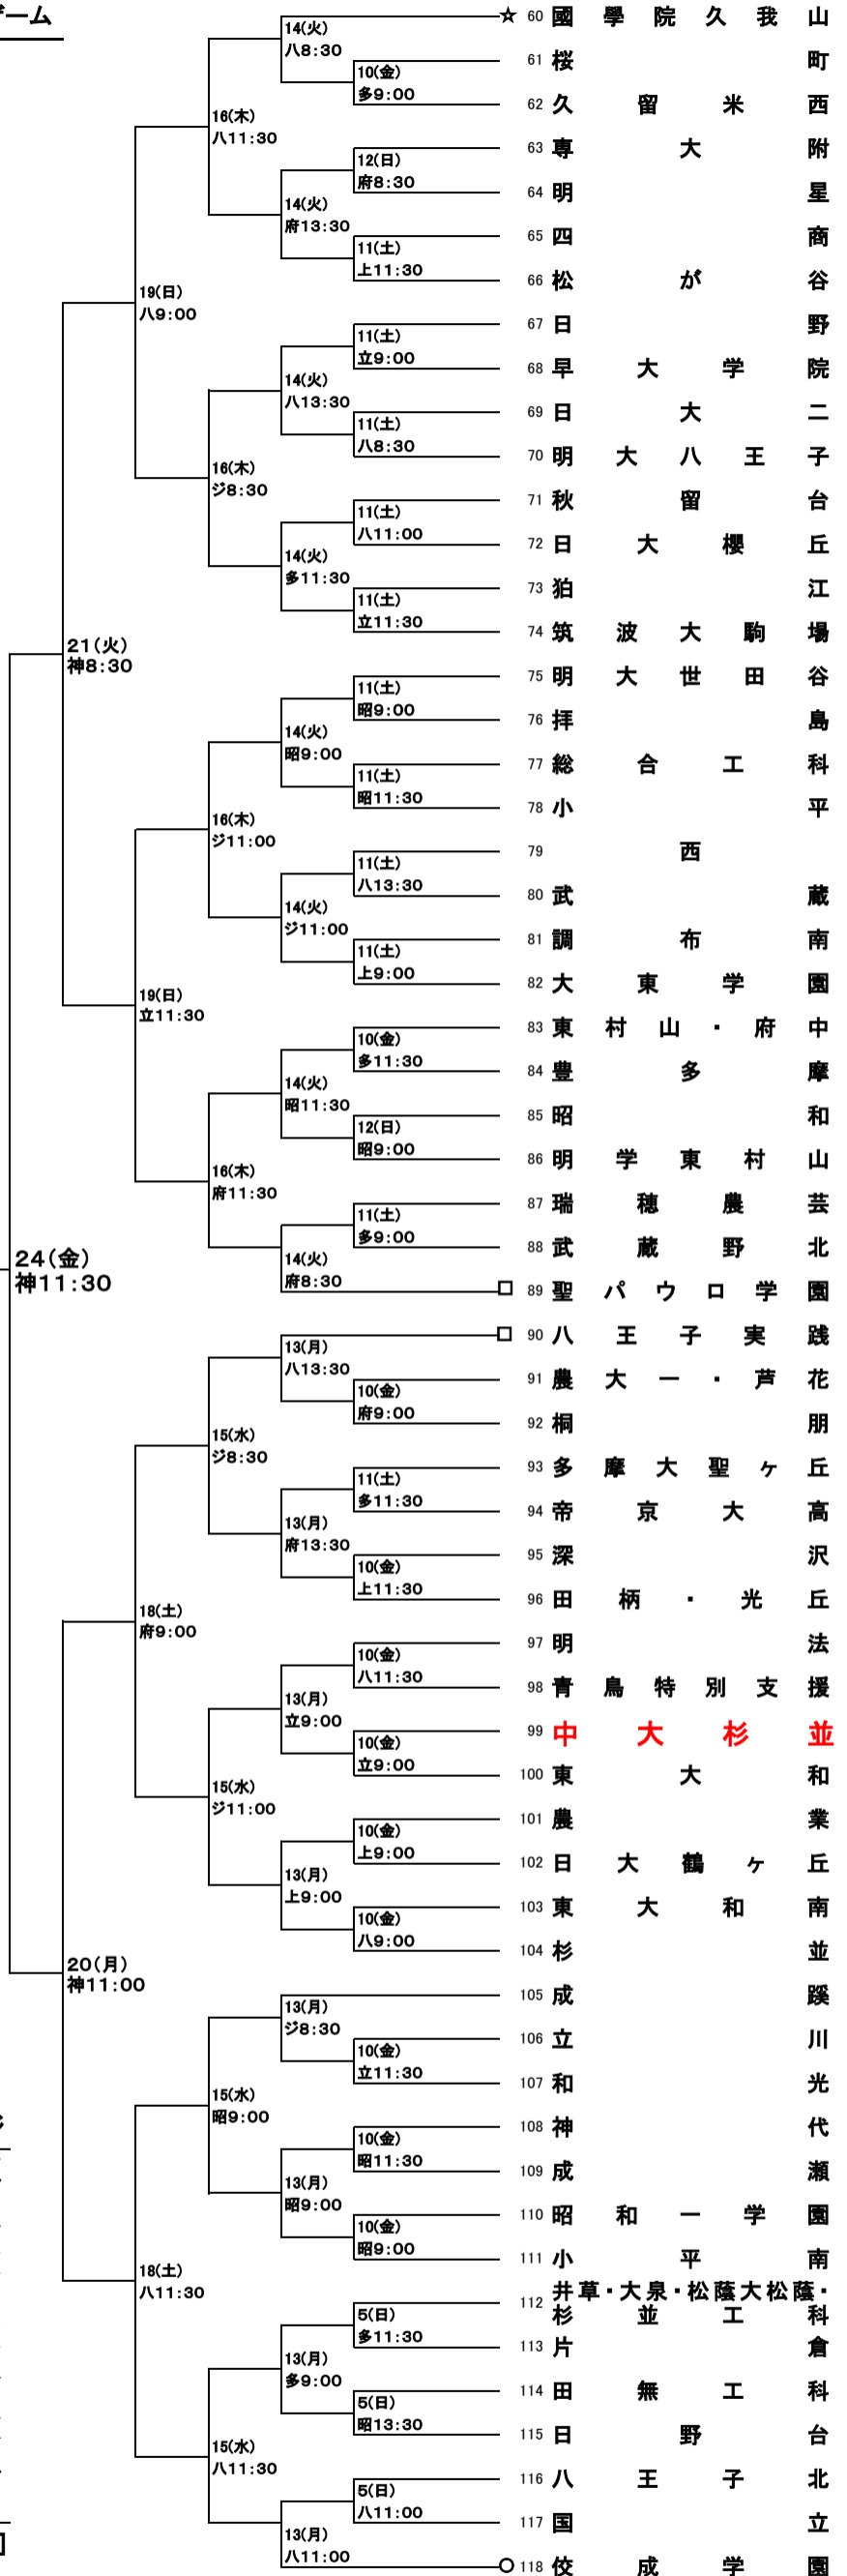 ゲーム
14(火)
八8:30
☆ 60 國學院久我山
10(金)
多9:00
61 桜町
62 久留米西
16(木)
八11:30
12(日)
府8:30
63 専大附
64 明星
14(火)
府13:30
11(土)
上11:30
65 四商
66 松が谷
19(日)
八9:00
11(土)
立9:00
67 日野
68 早大学院
14(火)
八13:30
11(土)
八8:30
69 日大二
70 明大八王子
16(木)
ジ8:30
11(土)
八11:00
71 秋留台
72 日大櫻丘
14(火)
多11:30
11(土)
立11:30
73 狛江
74 筑波大駒場
21(火)
神8:30
11(土)
昭9:00
75 明大世田谷
76 拝島
14(火)
昭9:00
11(土)
昭11:30
77 総合工科
78 小平
16(木)
ジ11:00
11(土)
八13:30
79 西
80 武蔵
14(火)
ジ11:00
11(土)
上9:00
81 調布南
82 大東学園
19(日)
立11:30
10(金)
多11:30
83 東村山・府中
84 豊多摩
14(火)
昭11:30
12(日)
昭9:00
85 昭和
86 明学東村山
16(木)
府11:30
11(土)
多9:00
87 瑞穂農芸
88 武蔵野北
14(火)
府8:30
□ 89 聖パウロ学園
24(金)
神11:30
□ 90 八王子実践
13(月)
八13:30
10(金)
府9:00
91 農大一・芦花
92 桐朋
15(水)
ジ8:30
11(土)
多11:30
93 多摩大聖ヶ丘
94 帝京大高
13(月)
府13:30
10(金)
上11:30
95 深沢
96 田柄・光丘
18(土)
府9:00
10(金)
八11:30
97 明法
98 青鳥特別支援
13(月)
立9:00
10(金)
立9:00
99 中大杉並
100 東大和
15(水)
ジ11:00
10(金)
上9:00
101 農業
102 日大鶴ヶ丘
13(月)
上9:00
10(金)
八9:00
103 東大和南
104 杉並
20(月)
神11:00
13(月)
ジ8:30
105 成蹊
10(金)
立11:30
106 立川
107 和光
15(水)
昭9:00
10(金)
昭11:30
108 神代
109 成瀬
13(月)
昭9:00
10(金)
昭9:00
110 昭和一学園
111 小平南
18(土)
八11:30
5(日)
多11:30
112 井草・大泉・松蔭大松蔭・
杉並工科
113 片倉
13(月)
多9:00
5(日)
昭13:30
114 田無工科
115 日野台
15(水)
八11:30
5(日)
八11:00
116 八王子北
117 国立
13(月)
八11:00
○ 118 佼成学園